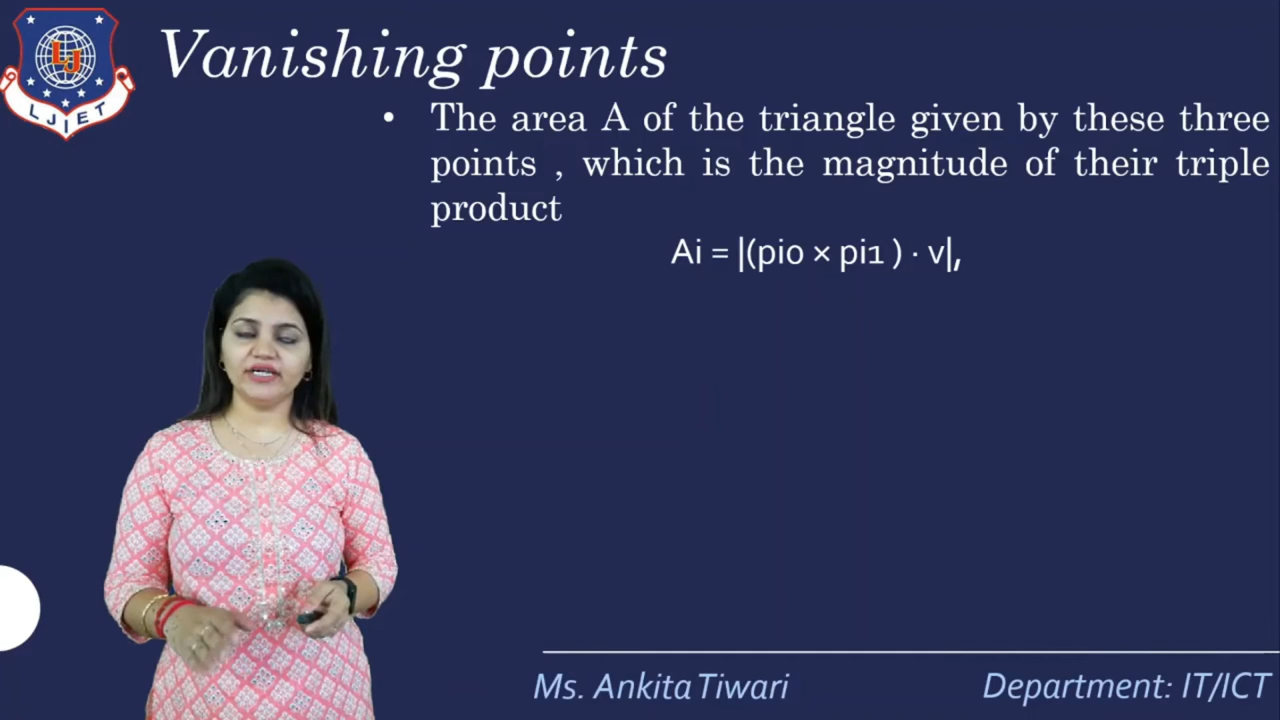 LJ
LJIET
Vanishing points
• The area A of the triangle given by these three
points , which is the magnitude of their triple
product
Ai = |(pi0 × pi1 ) · v|,
Ms. Ankita Tiwari
Department: IT/ICT